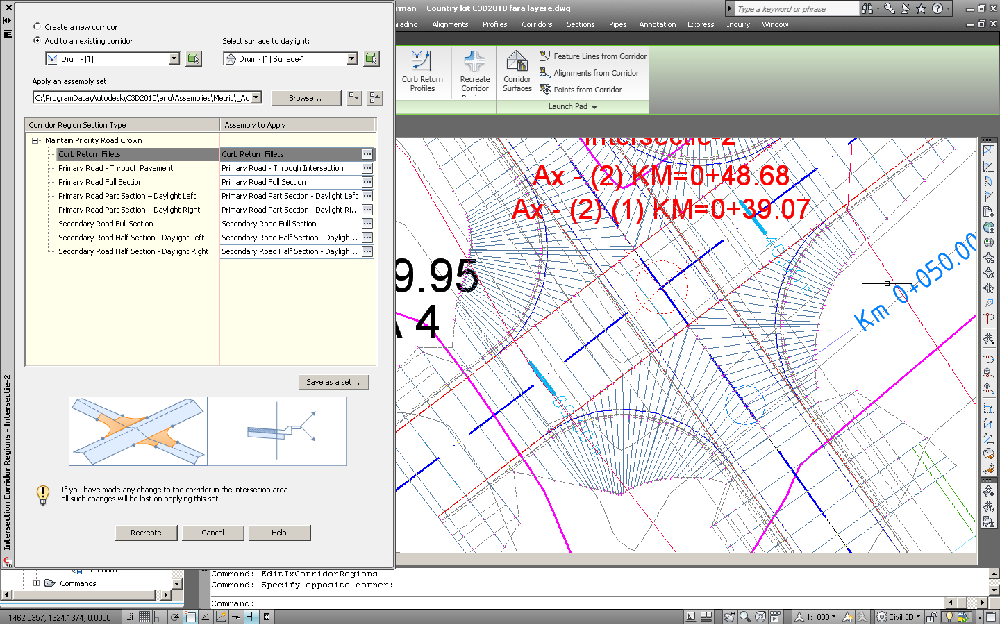 rman Country kit C3D2010 fara layere.dwg
Type a keyword or phrase
rading Alignments Profiles Corridors Sections Pipes Annotation Express Inquiry Window
Create a new corridor
Add to an existing corridor
Select surface to daylight:
Drum - (1)
Drum - (1) Surface-1
Apply an assembly set:
C:\ProgramData\Autodesk\C3D2010\enu\Assemblies\Metric\_Au
Browse...
Curb Return
Profiles
Recreate
Corridor
Corridor
Surfaces
Feature Lines from Corridor
Alignments from Corridor
Points from Corridor
Launch Pad
Corridor Region Section Type Assembly to Apply
Maintain Priority Road Crown
Curb Return Fillets Curb Return Fillets
Primary Road - Through Pavement Primary Road - Through Intersection
Primary Road Full Section Primary Road Full Section
Primary Road Part Section – Daylight Left Primary Road Part Section - Daylight Left
Primary Road Part Section – Daylight Right Primary Road Part Section - Daylight Ri...
Secondary Road Full Section Secondary Road Full Section
Secondary Road Half Section - Daylight Left Secondary Road Half Section - Dayligh...
Secondary Road Half Section - Daylight Right Secondary Road Half Section - Dayligh...
Save as a set...
If you have made any change to the corridor in the intersecion area -
all such changes will be lost on applying this set
Recreate Cancel Help
Intersection Corridor Regions - Intersectie-2
Intersectie 2
Ax - (2) KM=0+48.68
Ax - (2) (1) KM=0+39.07
9.95
A 4
Km 0+050.00
Standard
Commands
Command: EditIxCorridorRegions
Command: Specify opposite corner:
Command:
1462.0357, 1324.1374, 0.0000
1:1000
Civil 3D